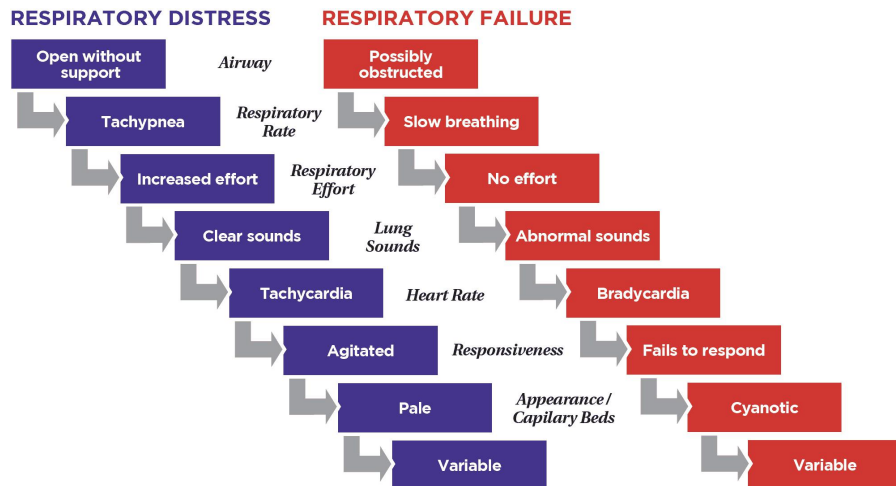 RESPIRATORY DISTRESS
RESPIRATORY FAILURE
Open without
support
Airway
Possibly
obstructed
Tachypnea
Respiratory
Rate
Slow breathing
Increased effort
Respiratory
Effort
No effort
Clear sounds
Lung
Sounds
Abnormal sounds
Tachycardia
Heart Rate
Bradycardia
Agitated
Responsiveness
Fails to respond
Pale
Appearance /
Capilary Beds
Cyanotic
Variable
Variable